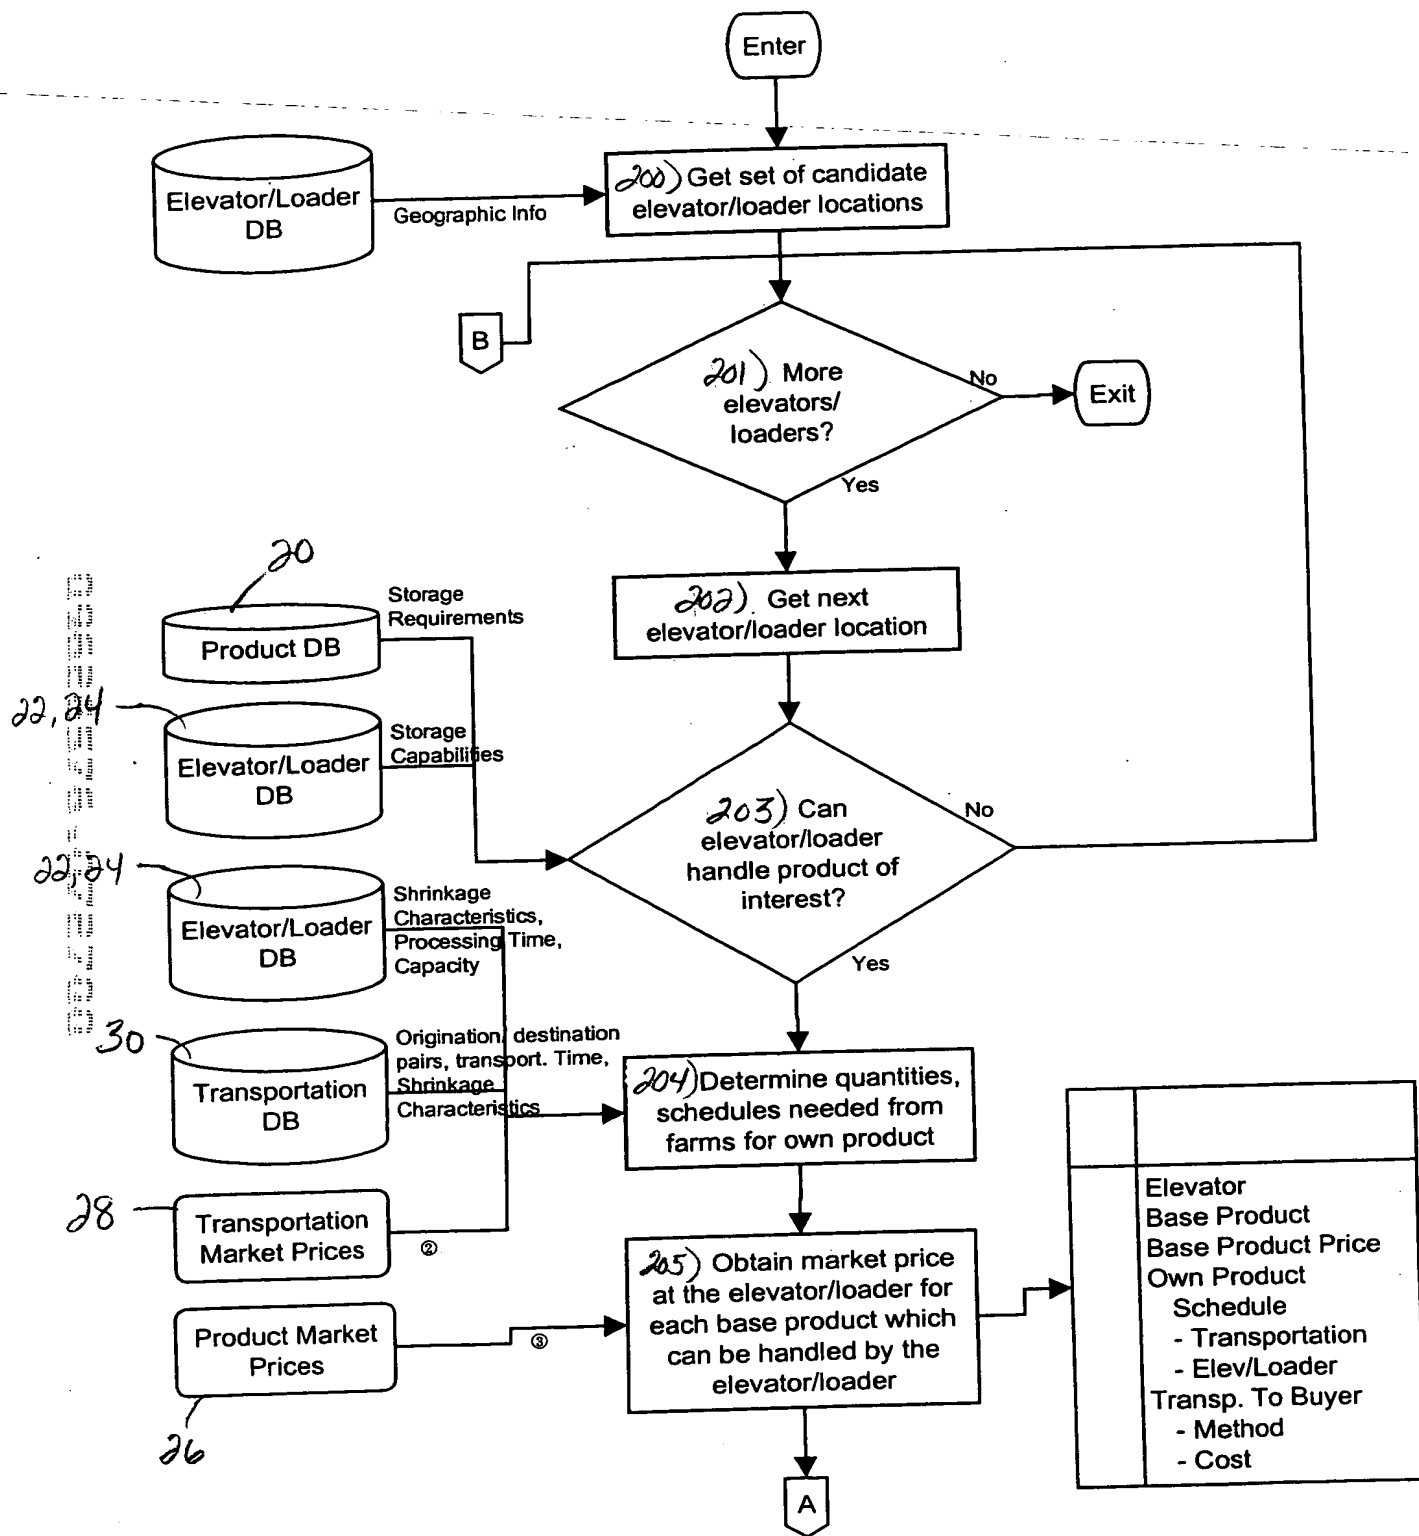 Enter
Elevator/Loader
DB
Geographic Info
200) Get set of candidate
elevator/loader locations
B
201) More
elevators/
loaders?
No
Exit
Yes
20
Storage
Requirements
Product DB
202) Get next
elevator/loader location
22, 24
Storage
Capabilities
Elevator/Loader
DB
203) Can
elevator/loader
handle product of
interest?
No
Yes
22, 24
Shrinkage
Characteristics,
Processing Time,
Capacity
Elevator/Loader
DB
30
Origination, destination
pairs, transport. Time,
Shrinkage
Characteristics
Transportation
DB
204) Determine quantities,
schedules needed from
farms for own product
28
Transportation
Market Prices
②
205) Obtain market price
at the elevator/loader for
each base product which
can be handled by the
elevator/loader
Product Market
Prices
③
26
Elevator
Base Product
Base Product Price
Own Product
Schedule
- Transportation
- Elev/Loader
Transp. To Buyer
- Method
- Cost
A